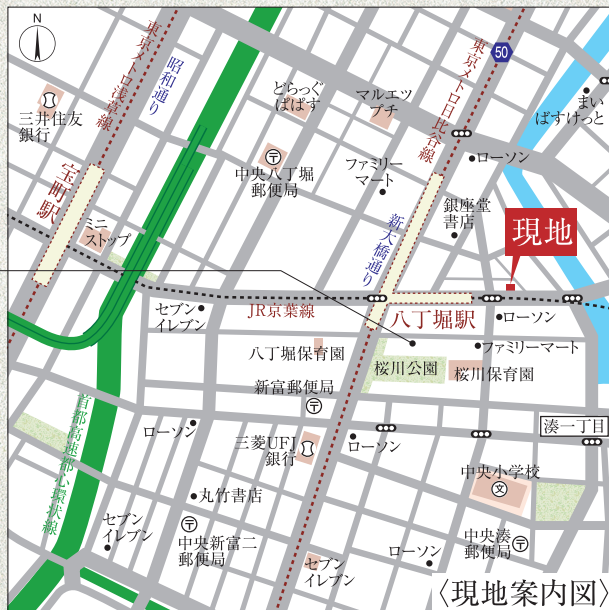 N
東京メトロ浅草線
昭和通り
三井住友
銀行
宝町駅
ミニ
ストップ
どらっぐ
ぱぱす
マルエツ
プチ
中央八丁堀
郵便局
ファミリー
マート
東京メトロ日比谷線
50
まい
ばすけっと
ローソン
銀座堂
書店
新大橋通り
現地
セブン
イレブン
JR京葉線
八丁堀駅
ローソン
八丁堀保育園
桜川公園
ファミリーマート
桜川保育園
新富郵便局
首都高速都心環状線
ローソン
三菱UFJ
銀行
ローソン
湊一丁目
丸竹書店
中央小学校
文
セブン
イレブン
中央新富二
郵便局
セブン
イレブン
ローソン
中央湊
郵便局
〈現地案内図〉